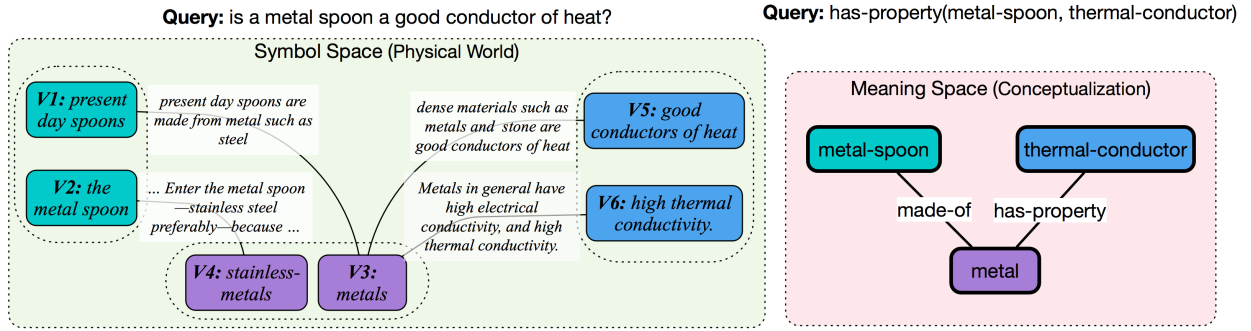 Query: is a metal spoon a good conductor of heat?
Symbol Space (Physical World)
V1: present
day spoons
present day spoons are
made from metal such as
steel
dense materials such as
metals and stone are
good conductors of heat
V5: good
conductors of heat
V2: the
metal spoon
... Enter the metal spoon
—stainless steel
preferably—because ...
Metals in general have
high electrical
conductivity, and high
thermal conductivity.
V6: high thermal
conductivity.
V4: stainless-
metals
V3:
metals
Query: has-property(metal-spoon, thermal-conductor)
Meaning Space (Conceptualization)
metal-spoon
thermal-conductor
made-of
has-property
metal